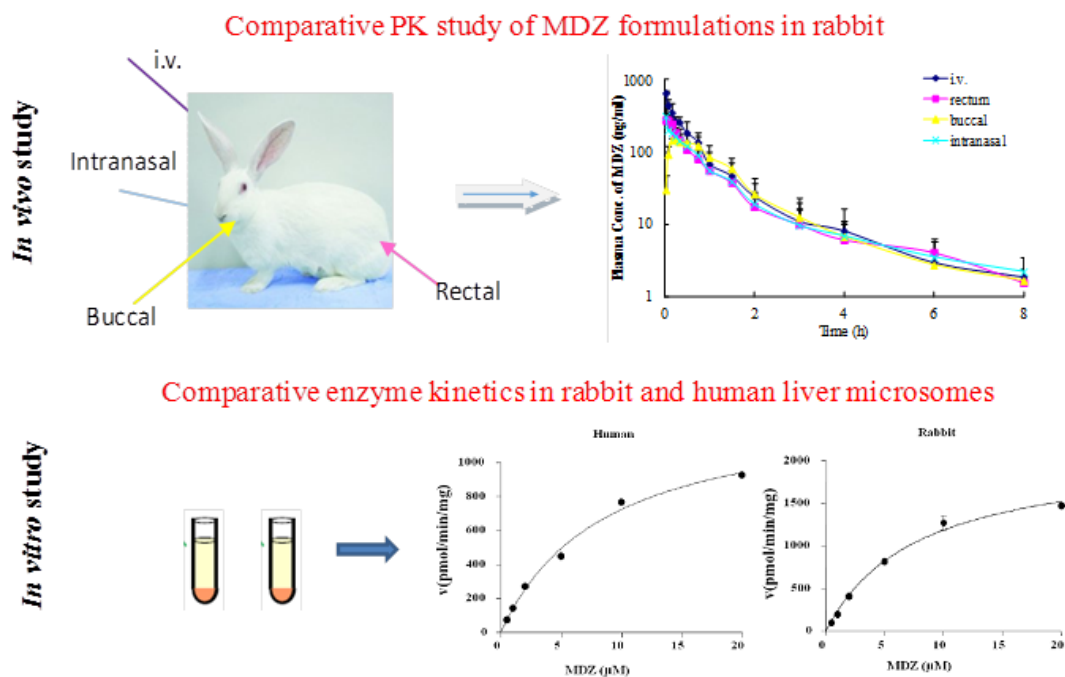 Comparative PK study of MDZ formulations in rabbit
In vivo study
i.v.
Intranasal
Buccal
Rectal
Plasma Conc. of MDZ (ng/ml)
1000
100
10
1
0
2
4
6
8
Time (h)
i.v.
rectum
buccal
intranasal
Comparative enzyme kinetics in rabbit and human liver microsomes
In vitro study
Human
v(pmol/min/mg)
1000
800
600
400
200
0
0
5
10
15
20
MDZ (µM)
Rabbit
v(pmol/min/mg)
2000
1500
1000
500
0
0
5
10
15
20
MDZ (µM)